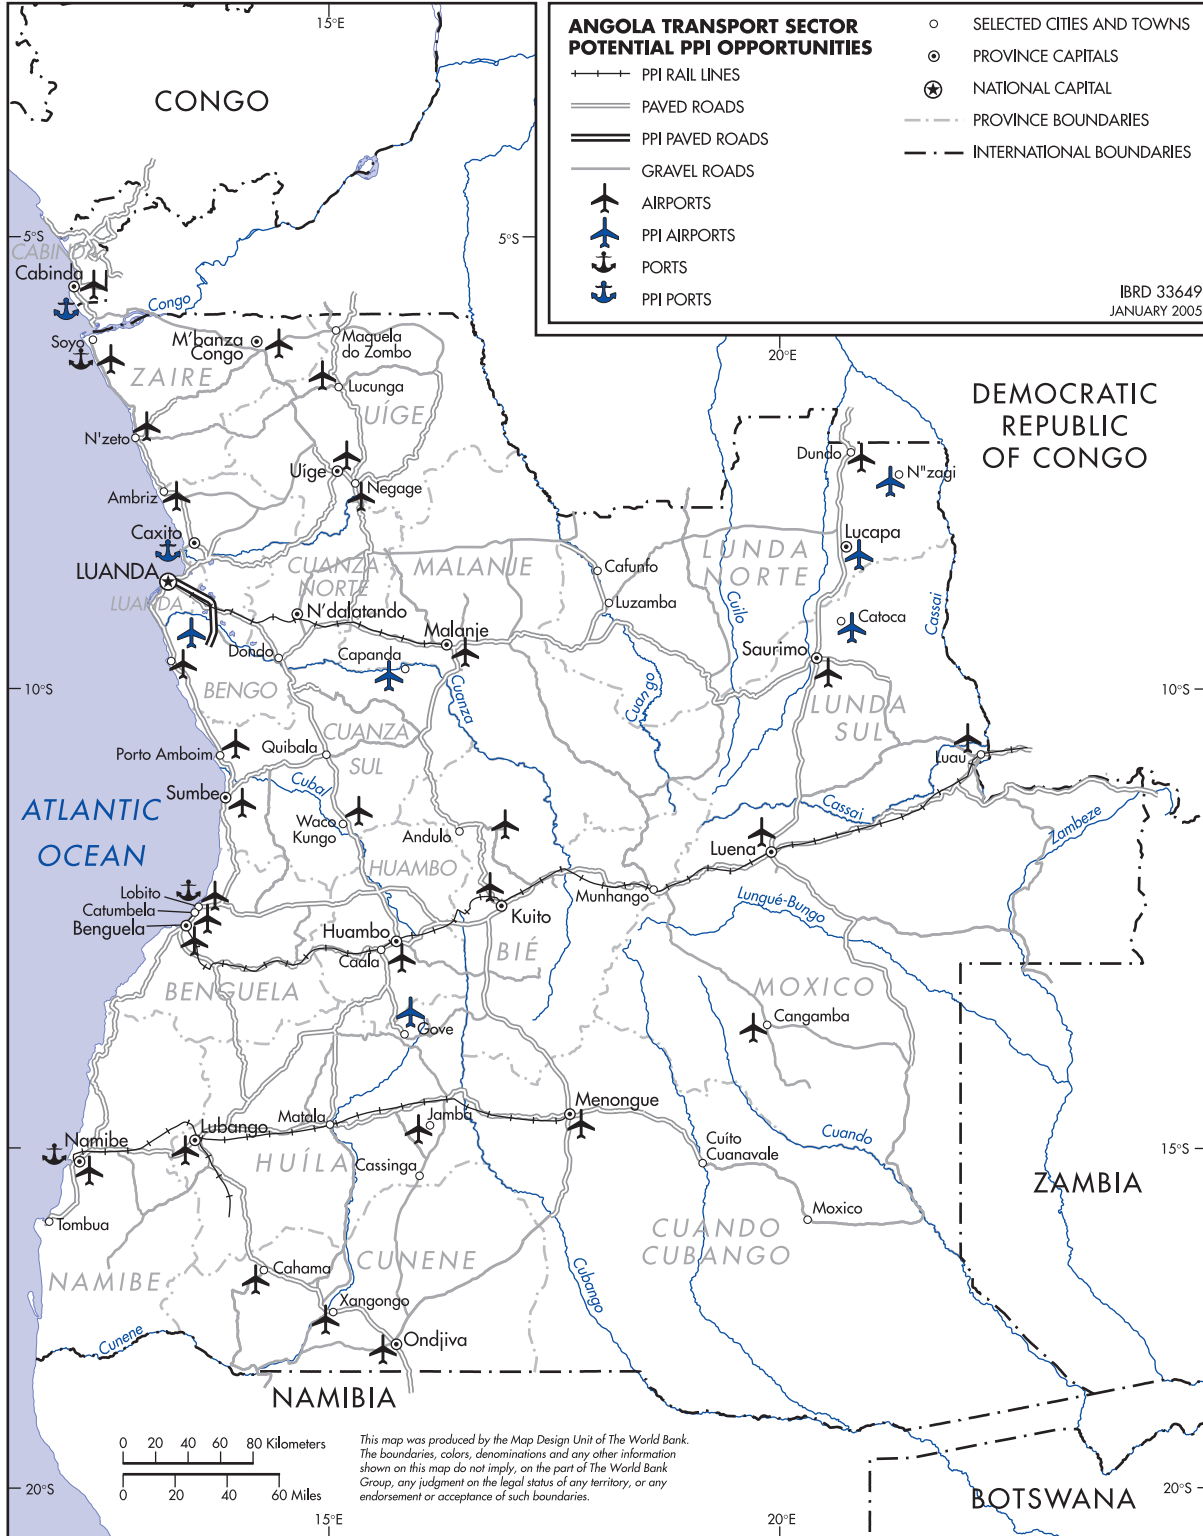 15°E
CONGO
ANGOLA TRANSPORT SECTOR
POTENTIAL PPI OPPORTUNITIES
PPI RAIL LINES
PAVED ROADS
PPI PAVED ROADS
GRAVEL ROADS
AIRPORTS
PPI AIRPORTS
PORTS
PPI PORTS
SELECTED CITIES AND TOWNS
PROVINCE CAPITALS
NATIONAL CAPITAL
PROVINCE BOUNDARIES
INTERNATIONAL BOUNDARIES
IBRD 33649
JANUARY 2005
5°S
5°S
CABINDA
Cabinda
Congo
Soyo
M'banza
Congo
Maquela
do Zombo
ZAIRE
Lucunga
UÍGE
N'zeto
Uíge
Negage
Ambriz
Caxito
LUANDA
LUANDA
CUANZA
NORTE
MALANJE
N'dalatando
Malanje
Dondo
Capanda
BENGO
Cuanza
20°E
DEMOCRATIC
REPUBLIC
OF CONGO
Dundo
N"zagi
Lucapa
LUNDA
NORTE
Cafunfo
Luzamba
Cuilo
Cassai
Catoca
Saurimo
Cuango
LUNDA
SUL
Luau
10°S
10°S
Porto Amboim
Quibala
CUANZA
SUL
Sumbe
Cubal
Waco
Kungo
Andulo
HUAMBO
ATLANTIC
OCEAN
Cassai
Zambeze
Luena
Munhango
Lungué-Bungo
Lobito
Catumbela
Benguela
Huambo
Kuito
Caála
BIÉ
BENGUELA
MOXICO
Cangamba
Gove
Menongue
Matala
Jamba
Lubango
Namibe
HUÍLA
Cassinga
Cuíto
Cuanavale
Cuando
15°S
ZAMBIA
Moxico
Tombua
CUANDO
CUBANGO
CUNENE
NAMIBE
Cahama
Xangongo
Cubango
Ondjiva
Cunene
NAMIBIA
0 20 40 60 80 Kilometers
0 20 40 60 Miles
This map was produced by the Map Design Unit of The World Bank.
The boundaries, colors, denominations and any other information
shown on this map do not imply, on the part of The World Bank
Group, any judgment on the legal status of any territory, or any
endorsement or acceptance of such boundaries.
20°S
20°S
BOTSWANA
15°E
20°E